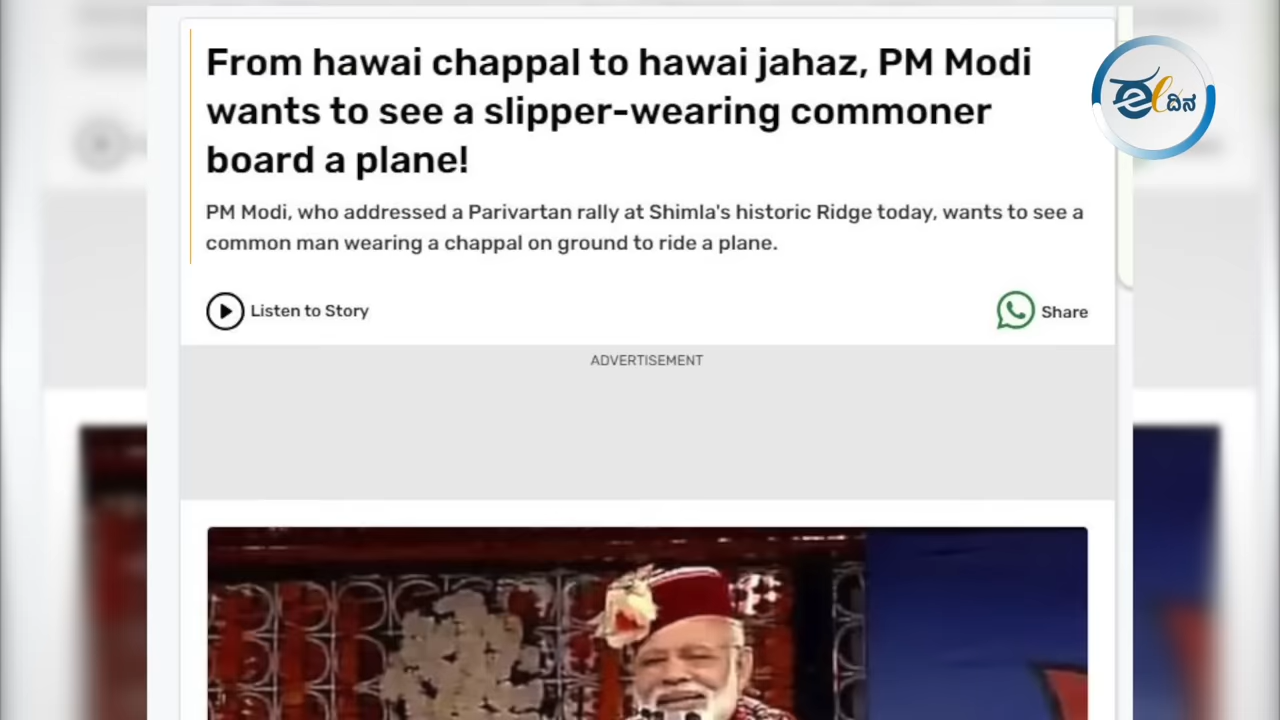 From hawai chappal to hawai jahaz, PM Modi
wants to see a slipper-wearing commoner
board a plane!
ಈ ದಿನ
PM Modi, who addressed a Parivartan rally at Shimla's historic Ridge today, wants to see a
common man wearing a chappal on ground to ride a plane.
Listen to Story
Share
ADVERTISEMENT